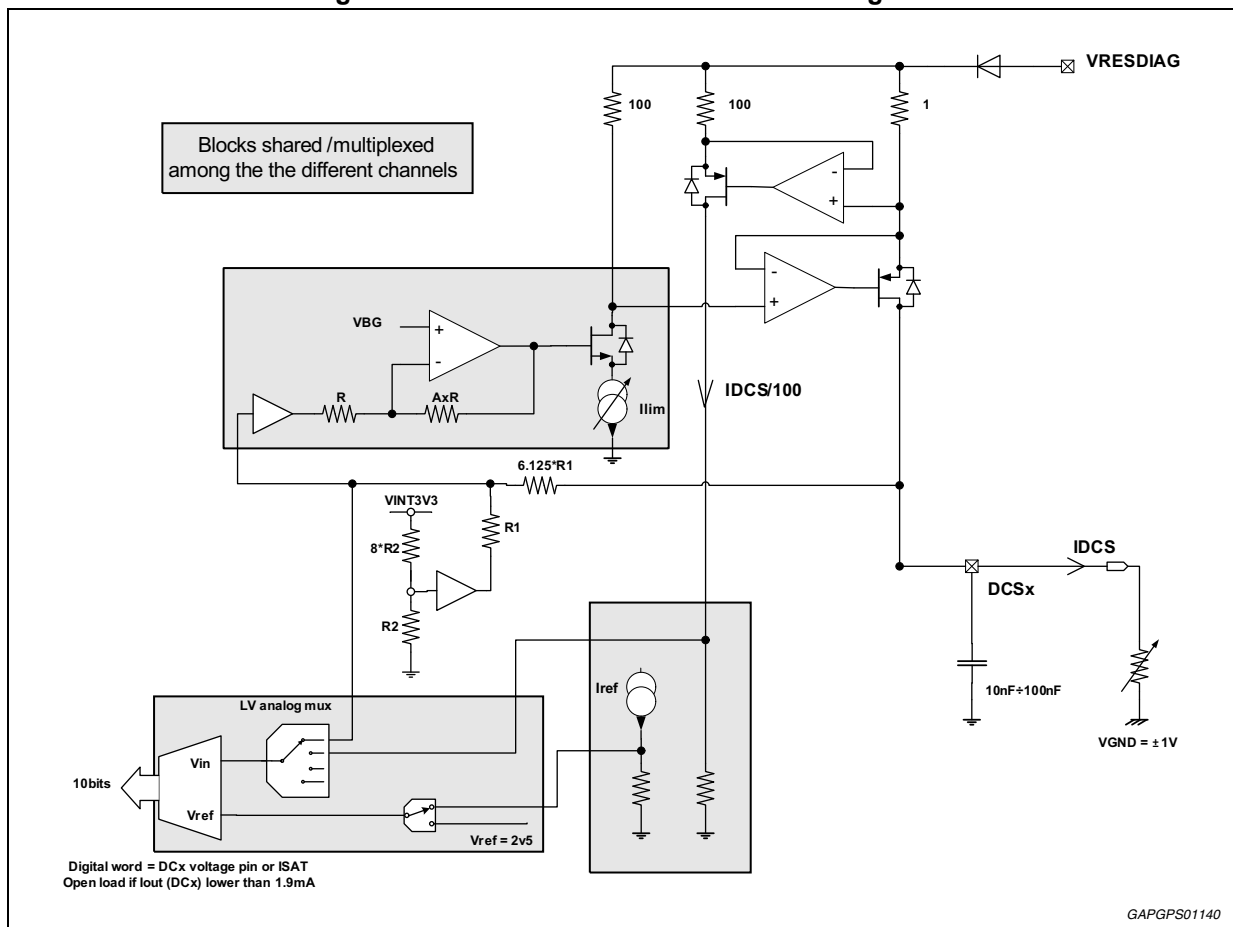 VRESDIAG
100
100
1
Blocks shared /multiplexed
among the the different channels
-
+
-
+
VBG
+
-
R
AxR
Ilim
IDCS/100
6.125*R1
VINT3V3
R1
8*R2
R2
IDCS
DCSx
10nF÷100nF
VGND = ± 1V
Iref
LV analog mux
Vin
10bits
Vref
Vref = 2v5
Digital word = DCx voltage pin or ISAT
Open load if Iout (DCx) lower than 1.9mA
GAPGPS01140